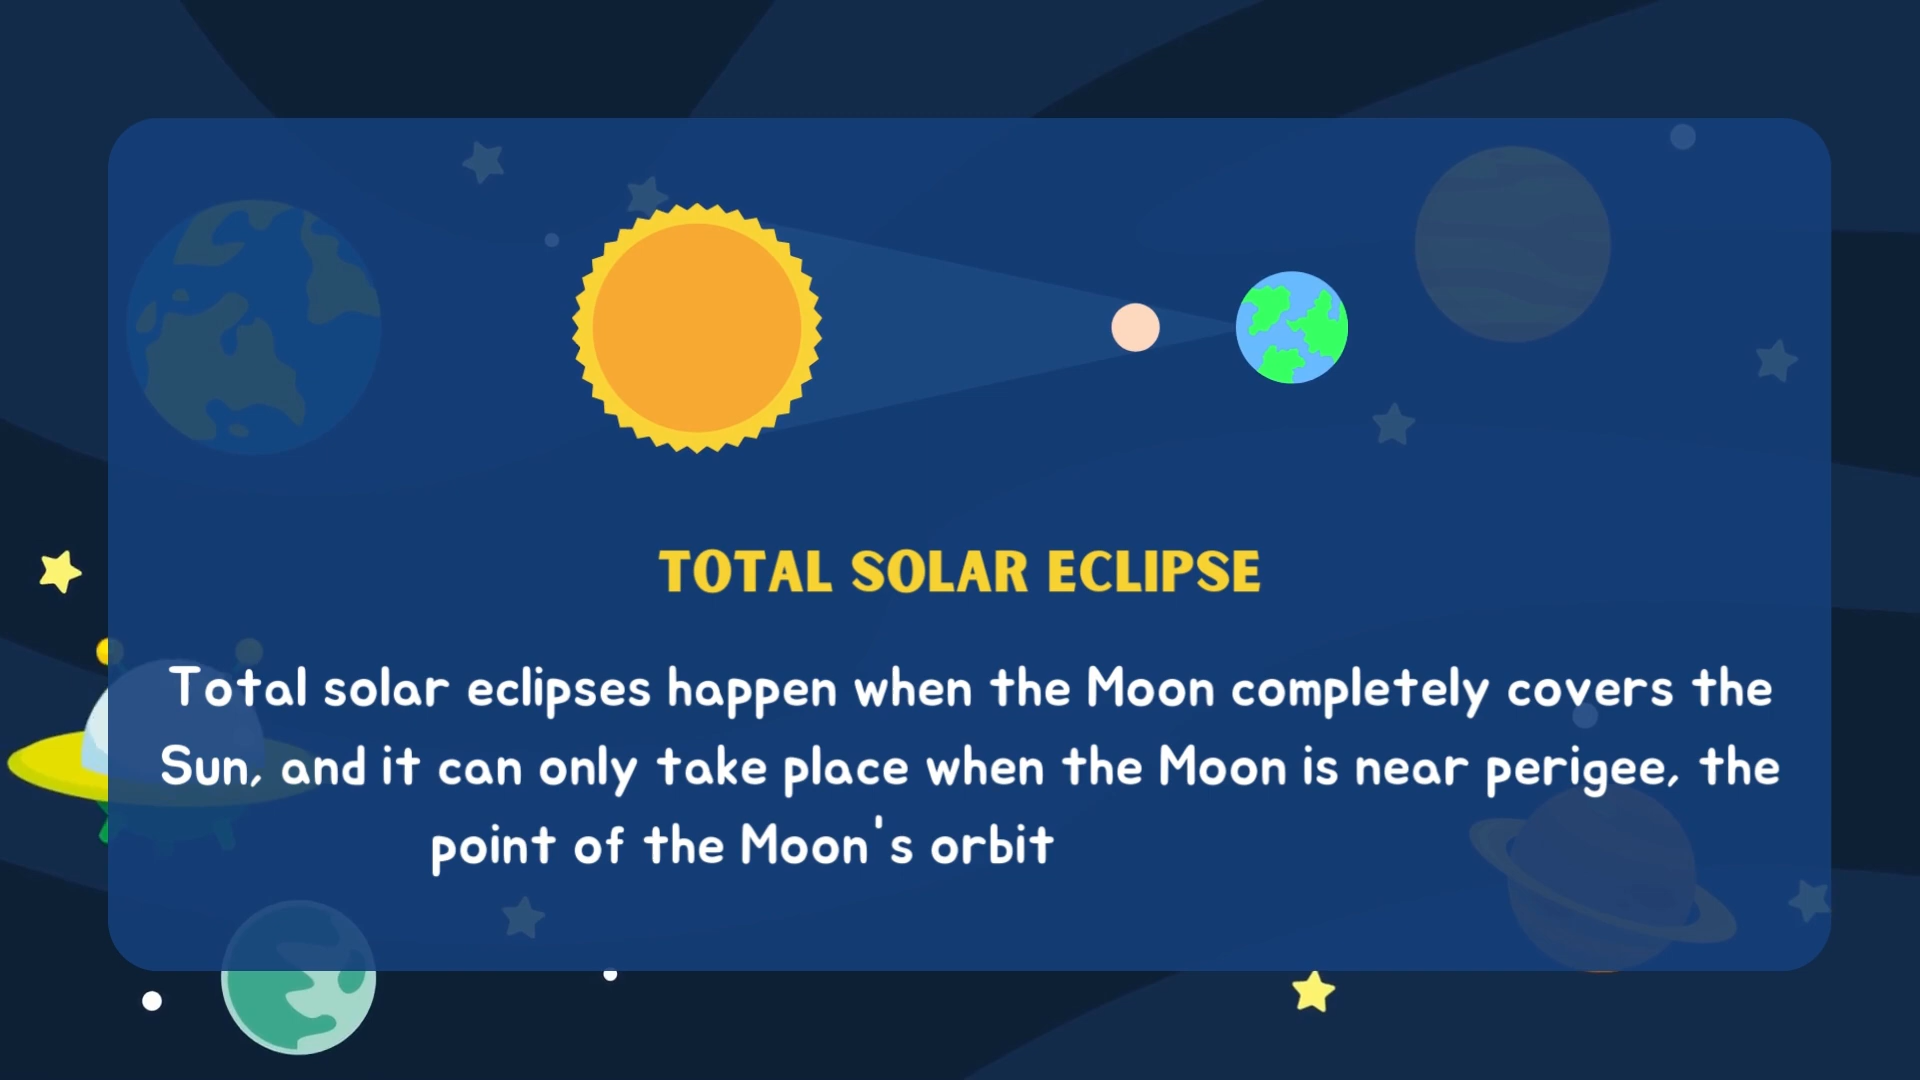 TOTAL SOLAR ECLIPSE
Total solar eclipses happen when the Moon completely covers the
Sun, and it can only take place when the Moon is near perigee, the
point of the Moon's orbit